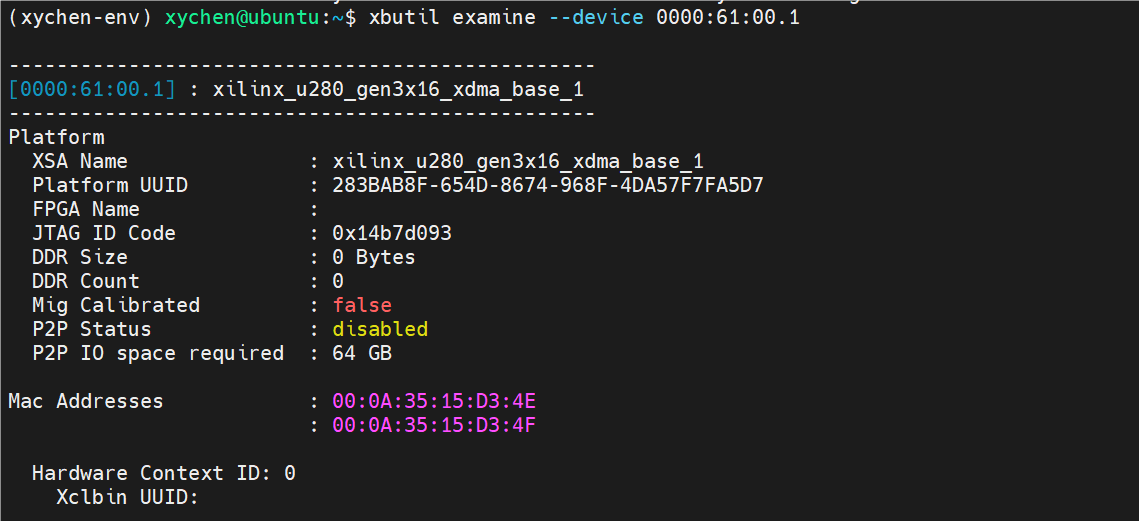 (xychen-env) xychen@ubuntu:~$ xbutil examine --device 0000:61:00.1
-------------------------------------------------
[0000:61:00.1] : xilinx_u280_gen3x16_xdma_base_1
-------------------------------------------------
Platform
  XSA Name               : xilinx_u280_gen3x16_xdma_base_1
  Platform UUID          : 283BAB8F-654D-8674-968F-4DA57F7FA5D7
  FPGA Name              :
  JTAG ID Code           : 0x14b7d093
  DDR Size               : 0 Bytes
  DDR Count              : 0
  Mig Calibrated         : false
  P2P Status             : disabled
  P2P IO space required  : 64 GB
Mac Addresses            : 00:0A:35:15:D3:4E
                         : 00:0A:35:15:D3:4F
  Hardware Context ID: 0
    Xclbin UUID: